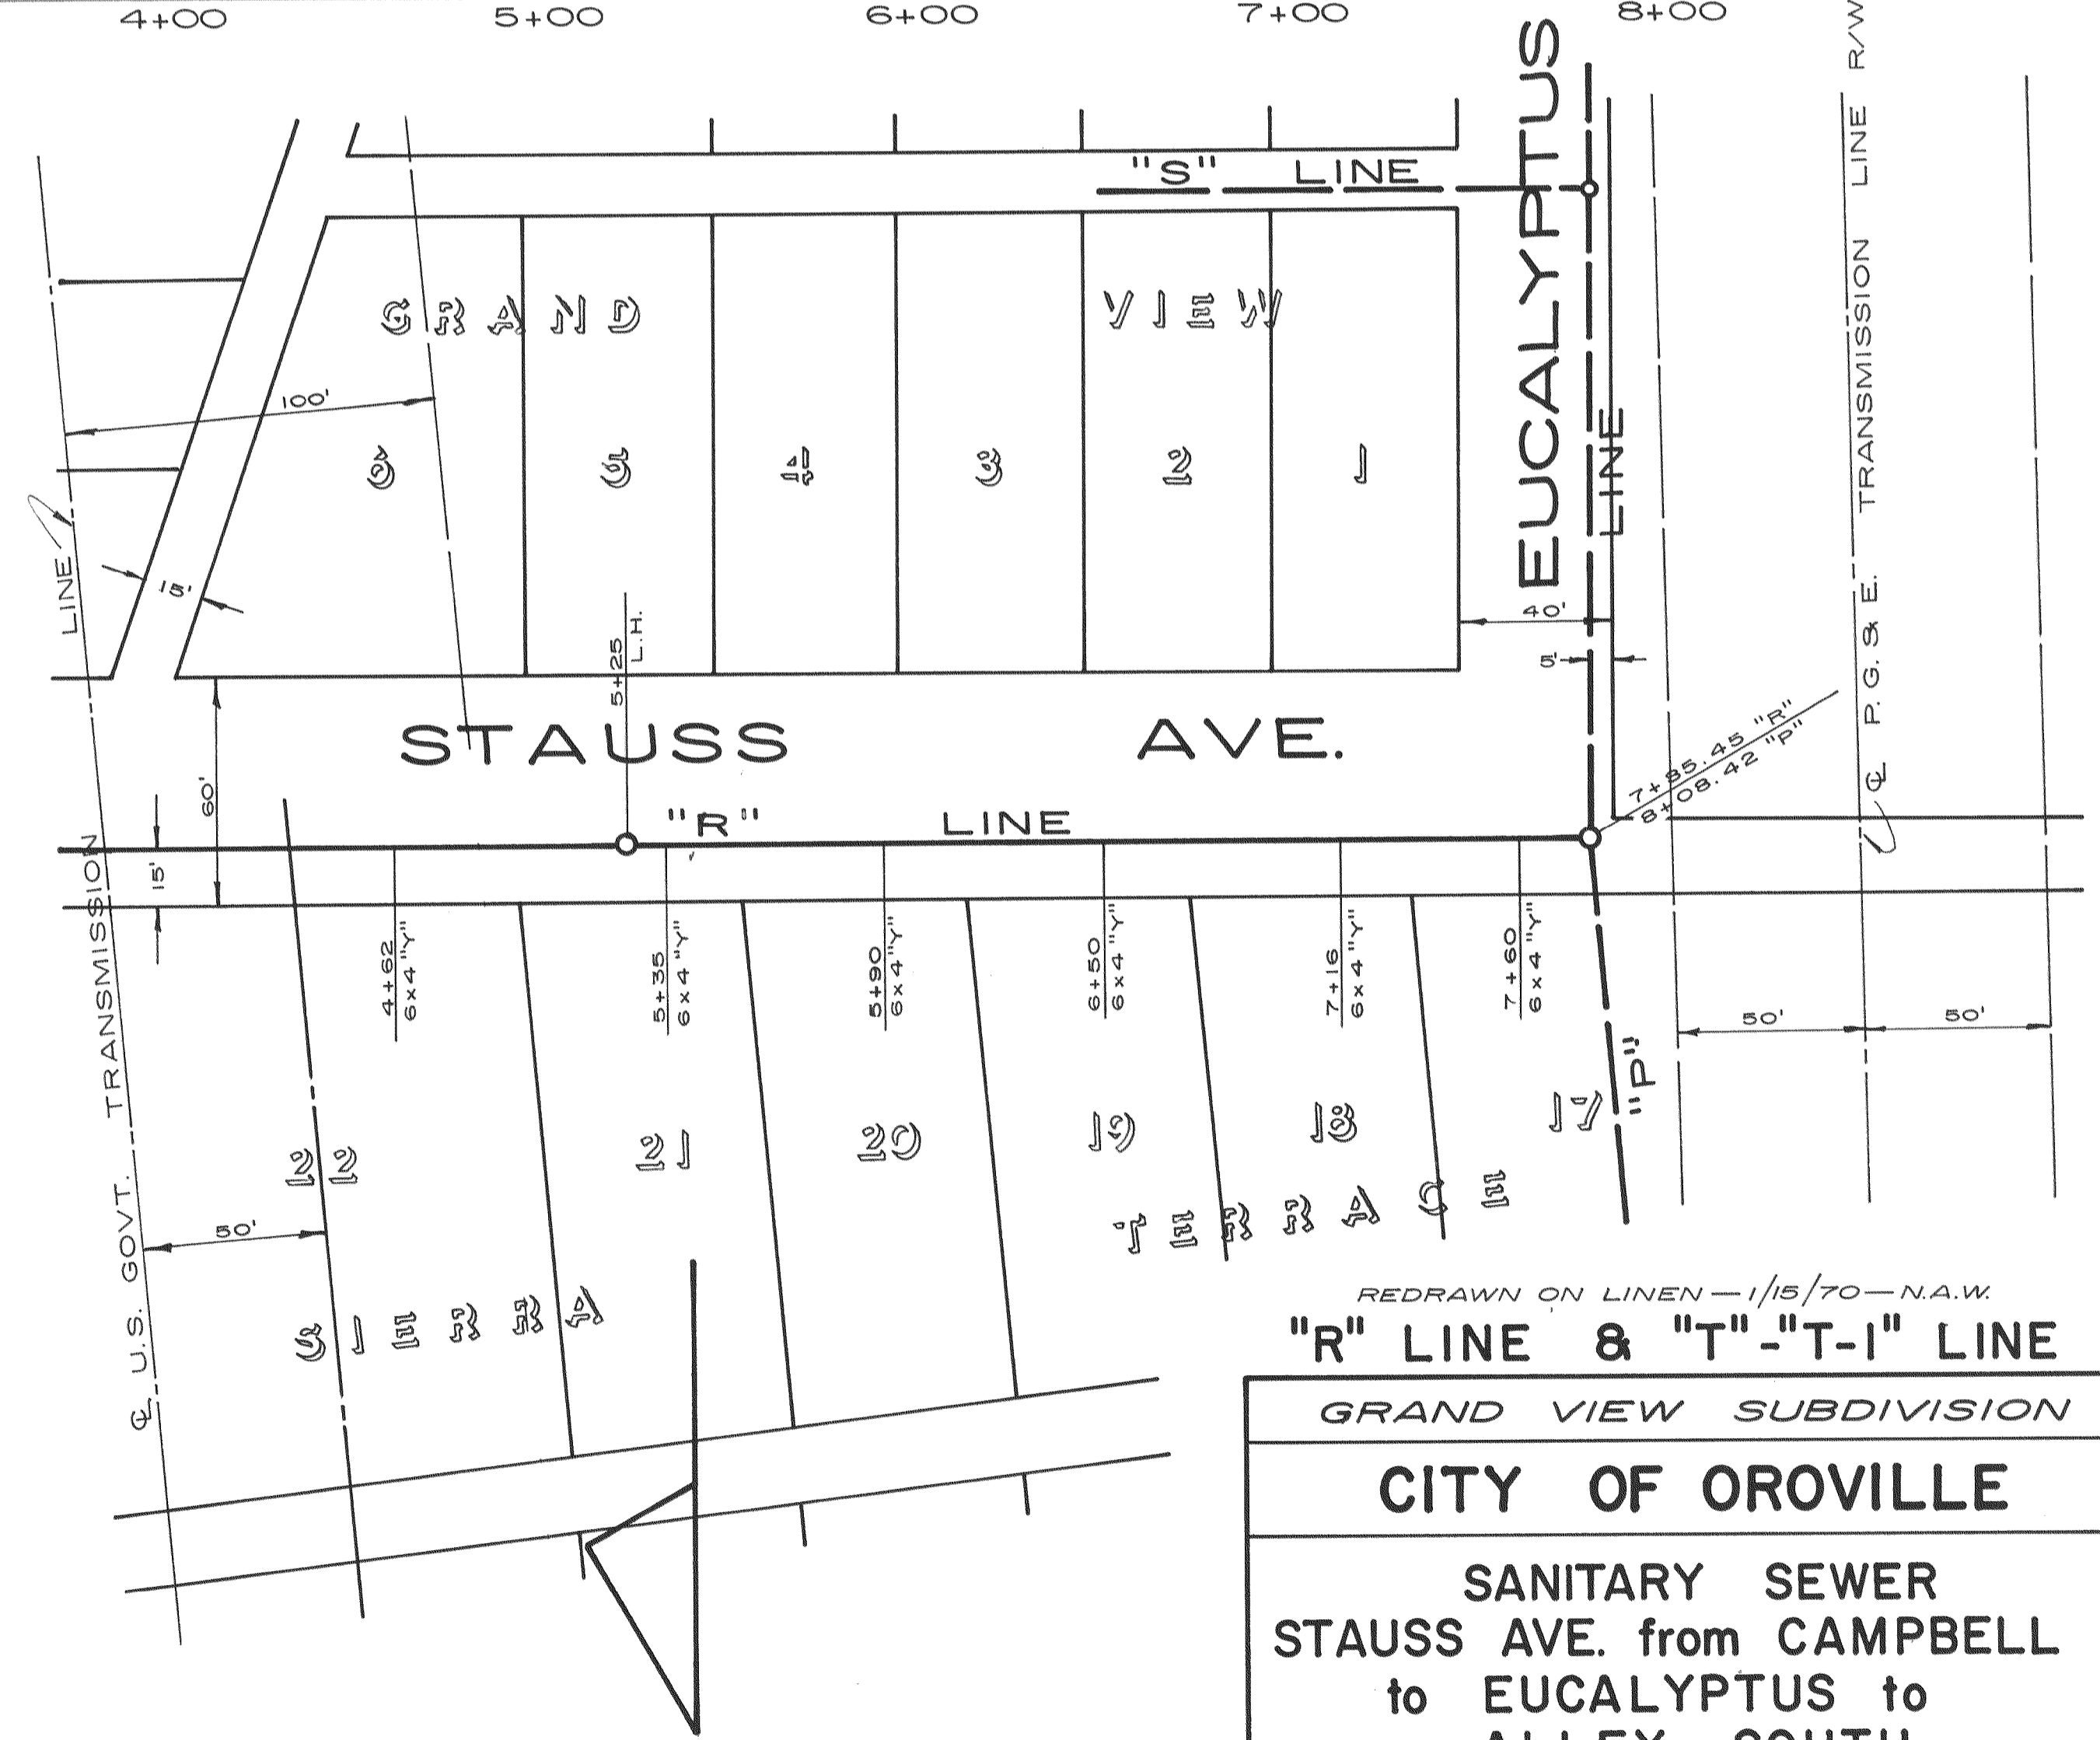 4+00 5+00 6+00 7+00 8+00
R/W
"S" LINE
EUCALYPTUS
GRAND VIEW
LINE
TRANSMISSION
100'
6 5 4 3 2 1
LINE
LINE
15'
40'
5+25
L.H.
5'
℄ P.G.&E.
STAUSS AVE.
7+85.45 "R"
8+08.42 "P"
60'
"R" LINE
15'
4+62
6x4"Y"
5+35
6x4"Y"
5+90
6x4"Y"
6+50
6x4"Y"
7+16
6x4"Y"
7+60
6x4"Y"
50' 50'
"P"
22 21 20 19 18 17
TERRACE
50'
SIERRA
℄ U.S. GOVT. TRANSMISSION
REDRAWN ON LINEN—1/15/70—N.A.W.
"R" LINE & "T"-"T-1" LINE
GRAND VIEW SUBDIVISION
CITY OF OROVILLE
SANITARY SEWER
STAUSS AVE. from CAMPBELL
to EUCALYPTUS to
ALLEY SOUTH